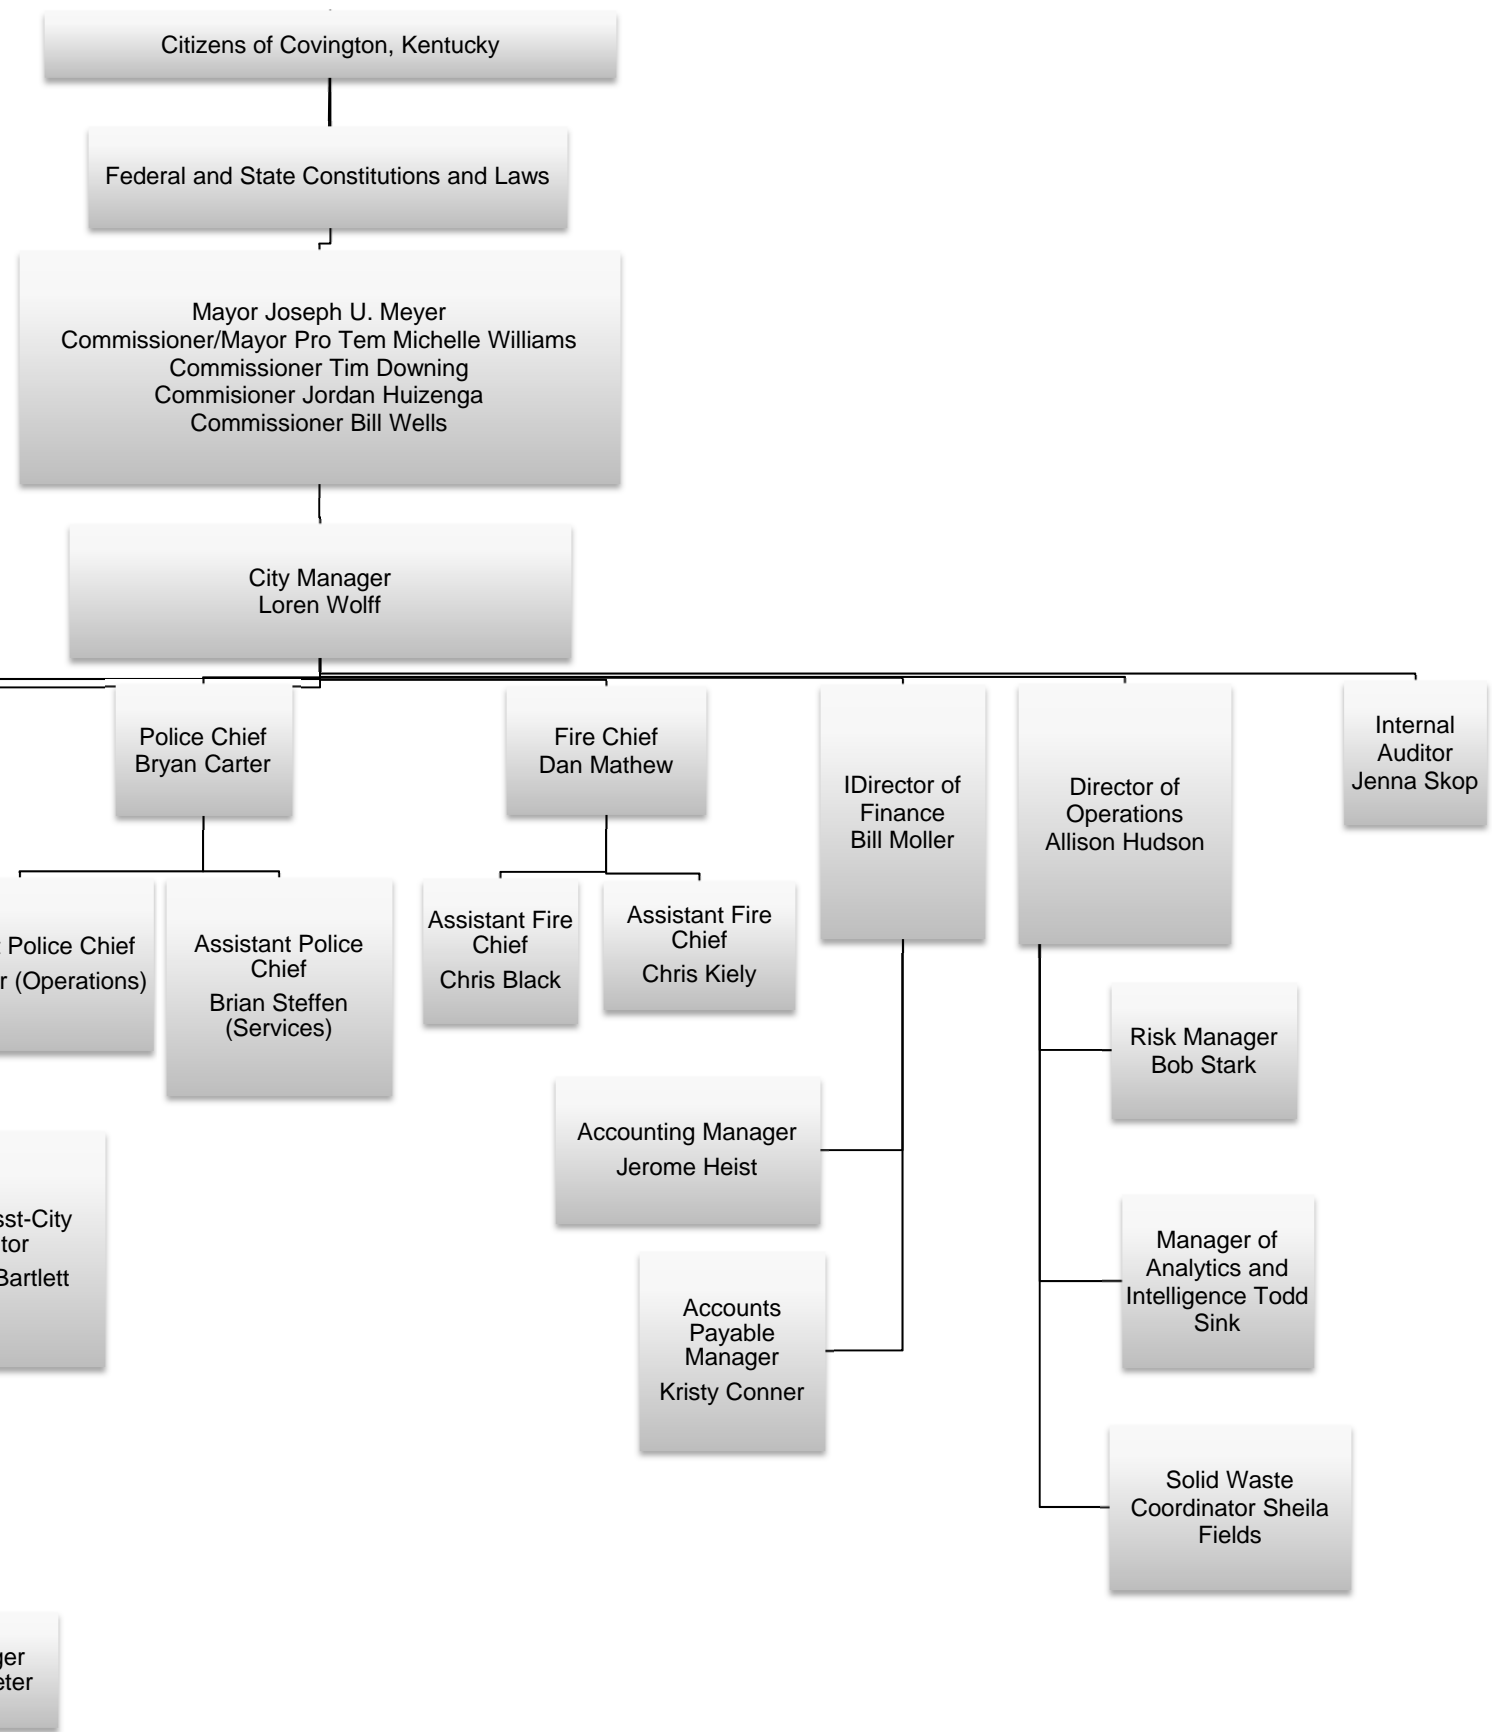 Citizens of Covington, Kentucky
Federal and State Constitutions and Laws
Mayor Joseph U. Meyer
Commissioner/Mayor Pro Tem Michelle Williams
Commissioner Tim Downing
Commisioner Jordan Huizenga
Commissioner Bill Wells
City Manager
Loren Wolff
Police Chief
Bryan Carter
Fire Chief
Dan Mathew
IDirector of
Finance
Bill Moller
Director of
Operations
Allison Hudson
Internal
Auditor
Jenna Skop
Police Chief
(Operations)
Assistant Police
Chief
Brian Steffen
(Services)
Assistant Fire
Chief
Chris Black
Assistant Fire
Chief
Chris Kiely
Risk Manager
Bob Stark
Accounting Manager
Jerome Heist
sst-City
tor
Bartlett
Manager of
Analytics and
Intelligence Todd
Sink
Accounts
Payable
Manager
Kristy Conner
Solid Waste
Coordinator Sheila
Fields
ger
eter